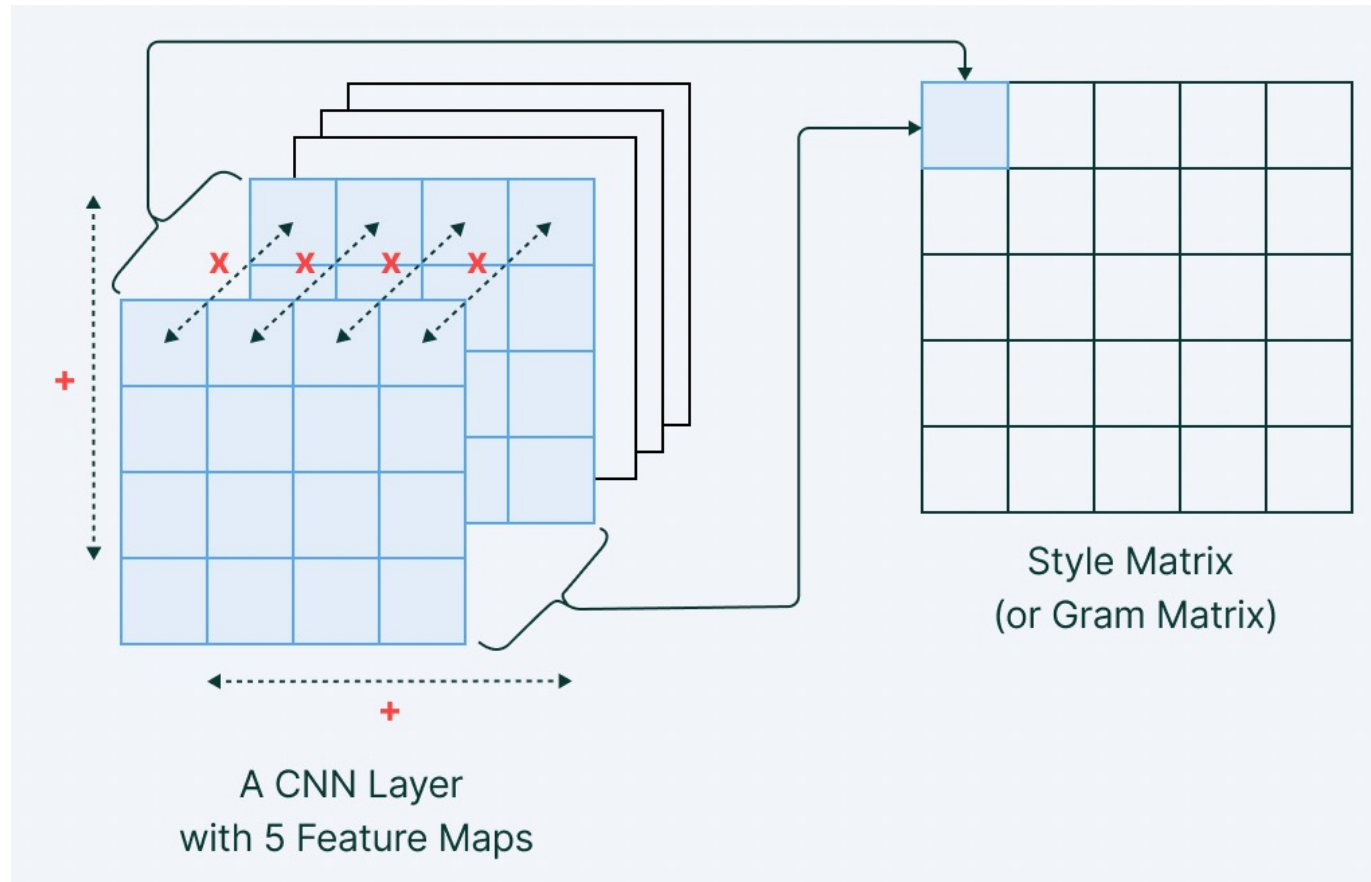 X X X X
+
+
Style Matrix
(or Gram Matrix)
A CNN Layer
with 5 Feature Maps